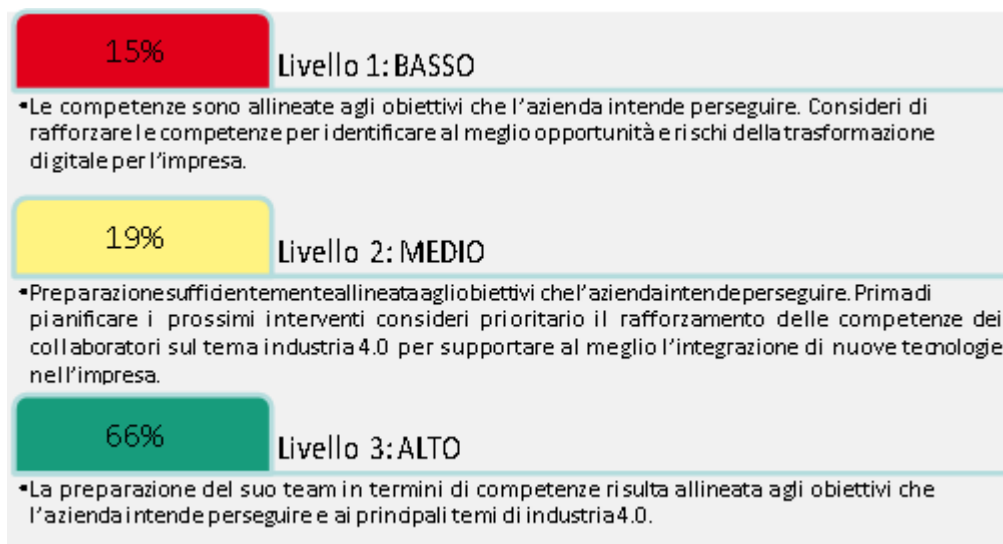 15%
Livello 1: BASSO
•Le competenze sono allineate agli obiettivi che l'azienda intende perseguire. Consideri di
rafforzare le competenze per identificare al meglio opportunità e rischi della trasformazione
digitale per l'impresa.
19%
Livello 2: MEDIO
•Preparazione sufficientemente allineata agli obiettivi che l'azienda intende perseguire. Prima di
pianificare i prossimi interventi consideri prioritario il rafforzamento delle competenze dei
collaboratori sul tema industria 4.0 per supportare al meglio l'integrazione di nuove tecnologie
nell'impresa.
66%
Livello 3: ALTO
•La preparazione del suo team in termini di competenze risulta allineata agli obiettivi che
l'azienda intende perseguire e ai principali temi di industria 4.0.